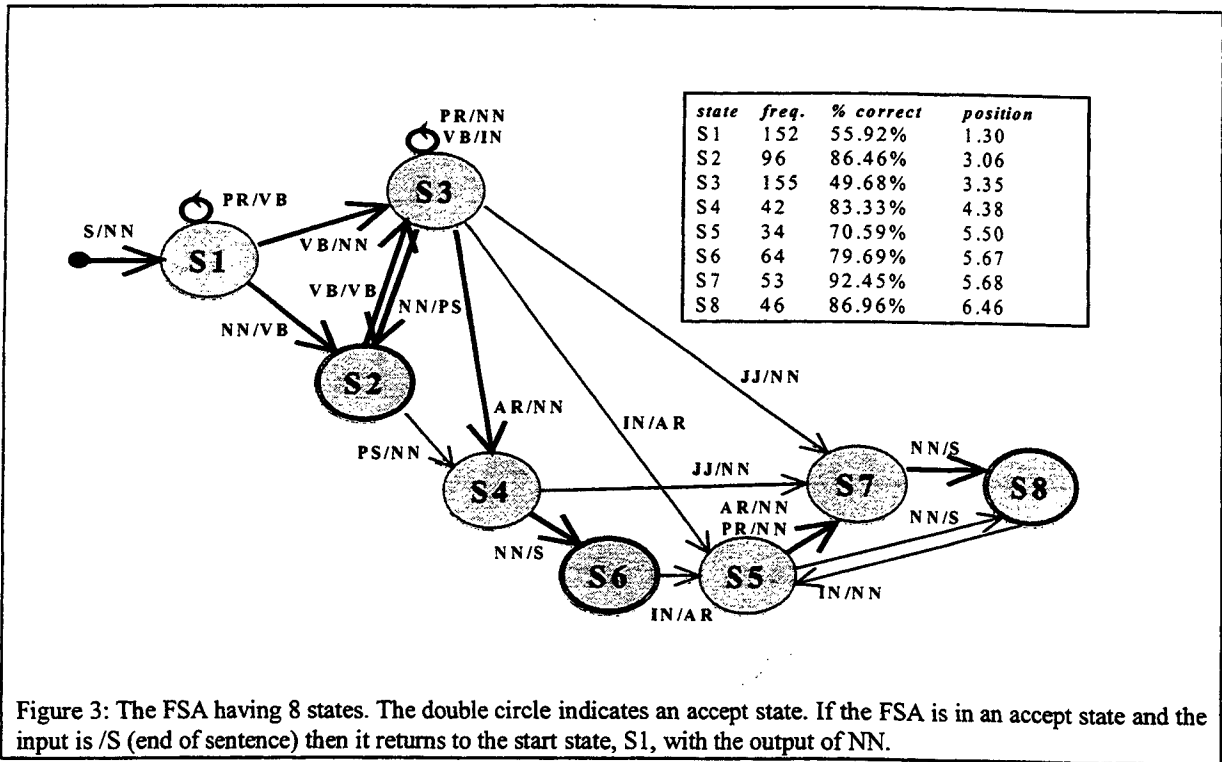 PR/NN
VB/IN
S3
PR/VB
S/NN
S1
VB/NN
VB/VB
NN/PS
NN/VB
S2
state freq. % correct position
S1 152 55.92% 1.30
S2 96 86.46% 3.06
S3 155 49.68% 3.35
S4 42 83.33% 4.38
S5 34 70.59% 5.50
S6 64 79.69% 5.67
S7 53 92.45% 5.68
S8 46 86.96% 6.46
JJ/NN
AR/NN
IN/AR
PS/NN
S4
JJ/NN
S7
NN/S
S8
AR/NN
PR/NN
NN/S
NN/S
S6
S5
IN/NN
IN/AR
Figure 3: The FSA having 8 states. The double circle indicates an accept state. If the FSA is in an accept state and the
input is /S (end of sentence) then it returns to the start state, S1, with the output of NN.